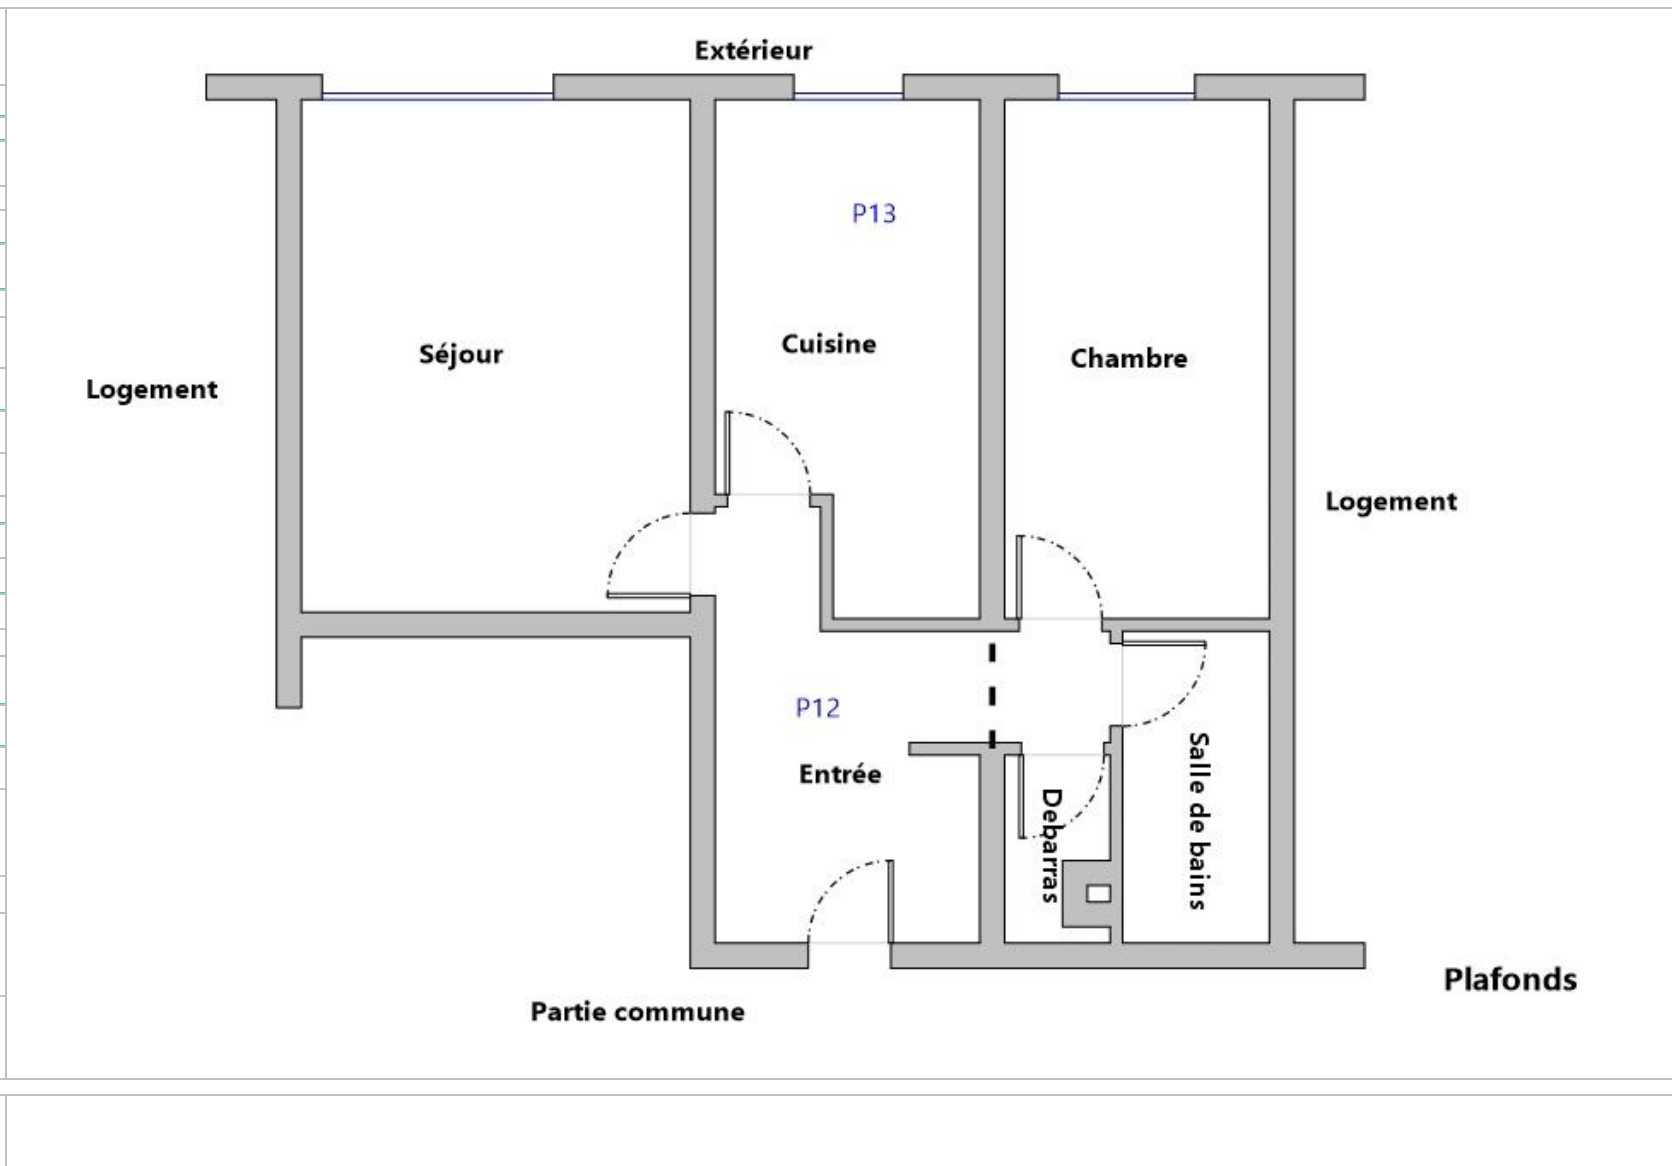 Extérieur
P13
Séjour
Cuisine
Chambre
Logement
Logement
P12
Entrée
Debarras
Salle de bains
Plafonds
Partie commune